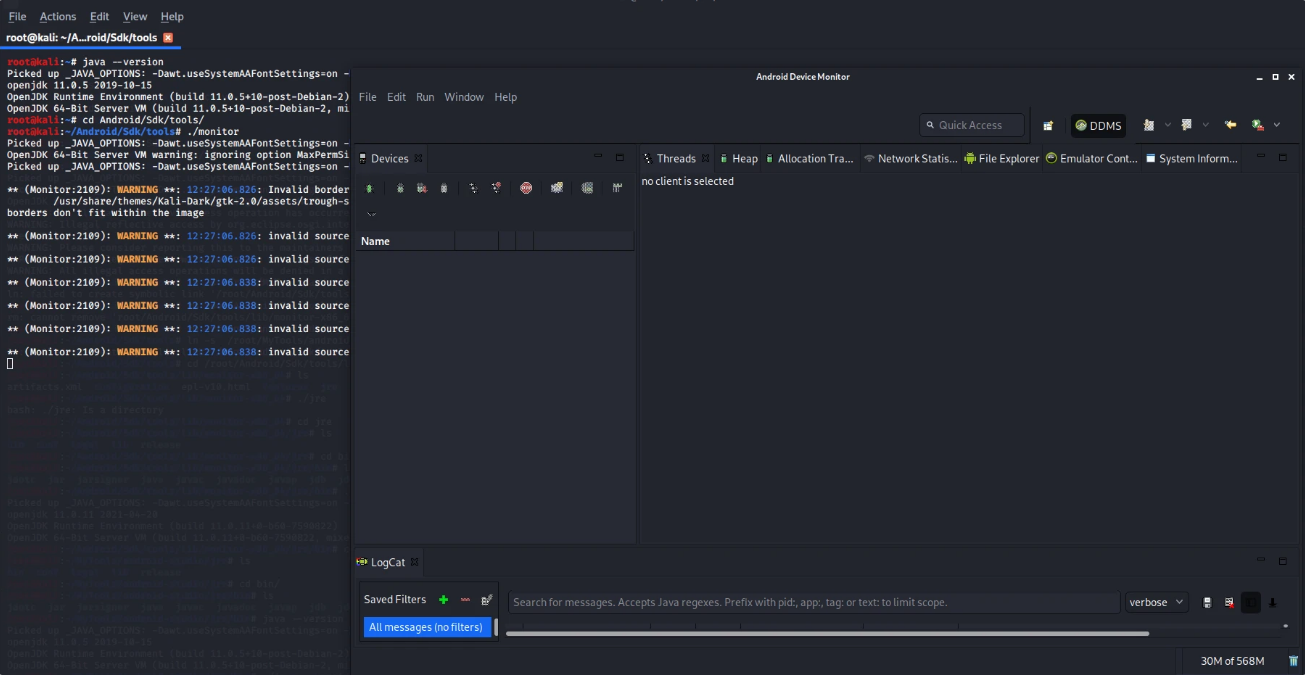 File Actions Edit View Help
root@kali: ~/A...roid/Sdk/tools
root@kali:~# java --version
Picked up _JAVA_OPTIONS: -Dawt.useSystemAAFontSettings=on -
openjdk 11.0.5 2019-10-15
OpenJDK Runtime Environment (build 11.0.5+10-post-Debian-2)
OpenJDK 64-Bit Server VM (build 11.0.5+10-post-Debian-2, mi
root@kali:~# cd Android/Sdk/tools/
root@kali:~/Android/Sdk/tools# ./monitor
Picked up _JAVA_OPTIONS: -Dawt.useSystemAAFontSettings=on -
OpenJDK 64-Bit Server VM warning: ignoring option MaxPermSi
Picked up _JAVA_OPTIONS: -Dawt.useSystemAAFontSettings=on -
** (Monitor:2109): WARNING **: 12:27:06.826: Invalid border
/usr/share/themes/Kali-Dark/gtk-2.0/assets/trough-s
borders don't fit within the image
** (Monitor:2109): WARNING **: 12:27:06.826: invalid source
** (Monitor:2109): WARNING **: 12:27:06.826: invalid source
** (Monitor:2109): WARNING **: 12:27:06.838: invalid source
** (Monitor:2109): WARNING **: 12:27:06.838: invalid source
** (Monitor:2109): WARNING **: 12:27:06.838: invalid source
** (Monitor:2109): WARNING **: 12:27:06.838: invalid source
Android Device Monitor
File Edit Run Window Help
Quick Access
DDMS
Devices
Name
Threads Heap Allocation Tra... Network Statis... File Explorer Emulator Cont... System Inform...
no client is selected
LogCat
Saved Filters
All messages (no filters)
Search for messages. Accepts Java regexes. Prefix with pid:, app:, tag: or text: to limit scope.
verbose
30M of 568M